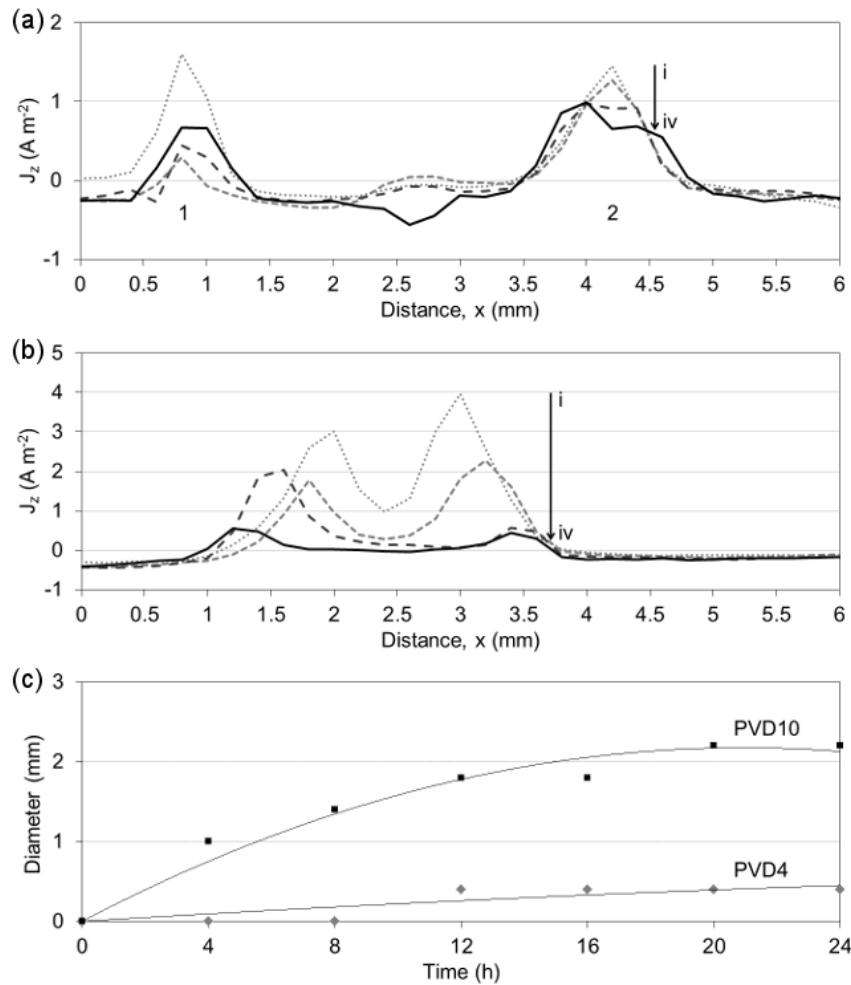 (a)
2
1
0
-1
J_z (A m⁻²)
i
iv
1
2
0 0.5 1 1.5 2 2.5 3 3.5 4 4.5 5 5.5 6
Distance, x (mm)
(b)
5
4
3
2
1
0
-1
J_z (A m⁻²)
i
iv
0 0.5 1 1.5 2 2.5 3 3.5 4 4.5 5 5.5 6
Distance, x (mm)
(c)
3
2
1
0
Diameter (mm)
PVD10
PVD4
0 4 8 12 16 20 24
Time (h)